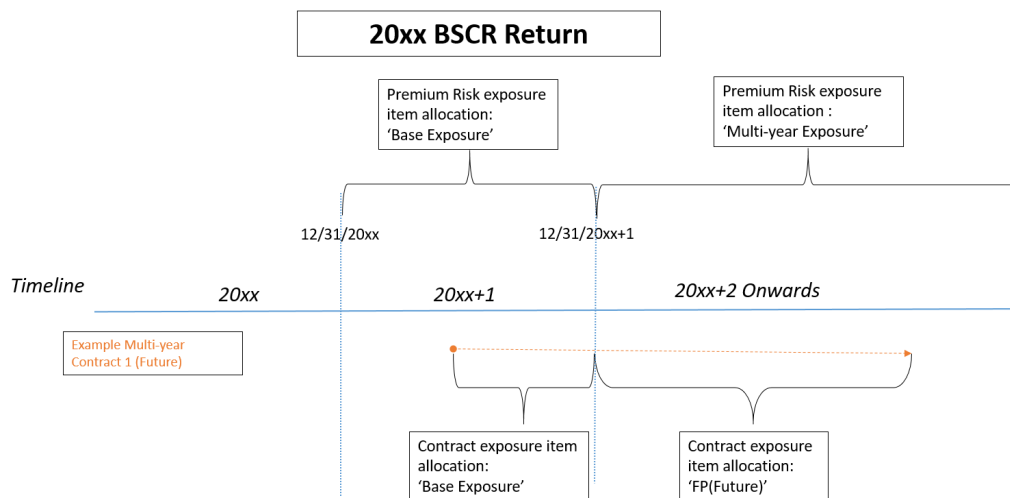 20xx BSCR Return
Premium Risk exposure
item allocation:
‘Base Exposure’
Premium Risk exposure
item allocation :
‘Multi-year Exposure’
12/31/20xx
12/31/20xx+1
Timeline
20xx
20xx+1
20xx+2 Onwards
Example Multi-year
Contract 1 (Future)
Contract exposure item
allocation:
‘Base Exposure’
Contract exposure
item allocation:
‘FP(Future)’